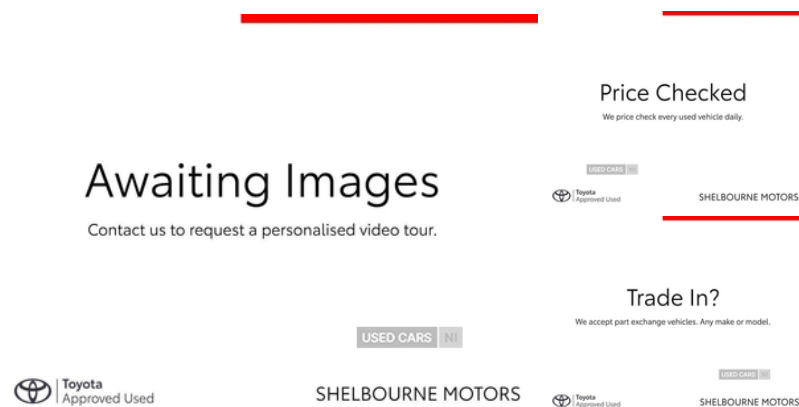 Awaiting Images
Contact us to request a personalised video tour.
USED CARS NI
Toyota
Approved Used
SHELBOURNE MOTORS
Price Checked
We price check every used vehicle daily.
USED CARS NI
Toyota
Approved Used
SHELBOURNE MOTORS
Trade In?
We accept part exchange vehicles. Any make or model.
USED CARS NI
Toyota
Approved Used
SHELBOURNE MOTORS